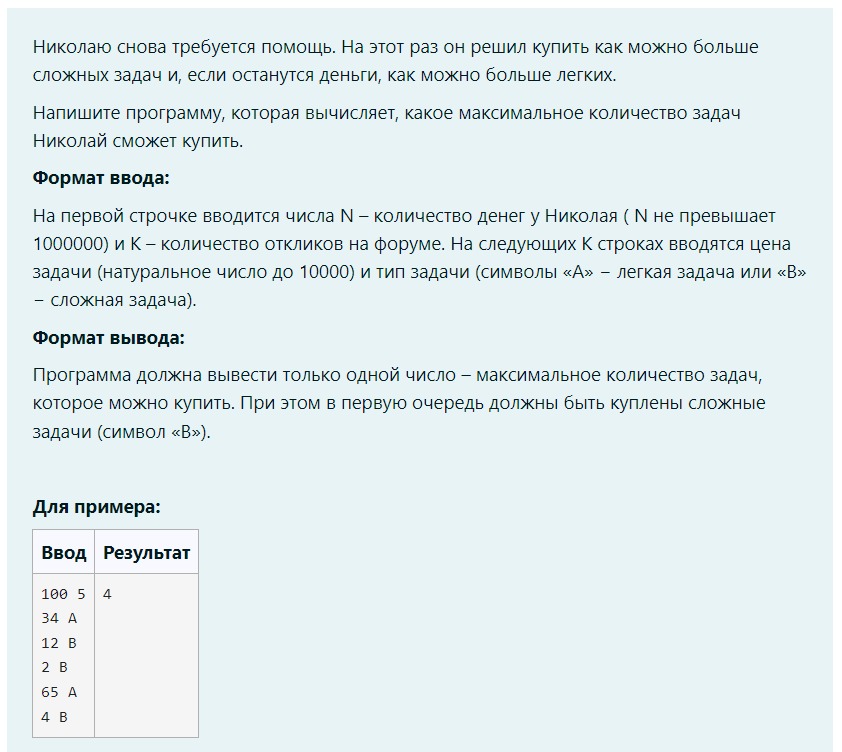 Николаю снова требуется помощь. На этот раз он решил купить как можно больше
сложных задач и, если останутся деньги, как можно больше легких.
Напишите программу, которая вычисляет, какое максимальное количество задач
Николай сможет купить.
Формат ввода:
На первой строчке вводится числа N – количество денег у Николая ( N не превышает
1000000) и K – количество откликов на форуме. На следующих K строках вводятся цена
задачи (натуральное число до 10000) и тип задачи (символы «A» – легкая задача или «B»
– сложная задача).
Формат вывода:
Программа должна вывести только одной число – максимальное количество задач,
которое можно купить. При этом в первую очередь должны быть куплены сложные
задачи (символ «B»).
Для примера:
Ввод Результат
100 5 4
34 A
12 B
2 B
65 A
4 B